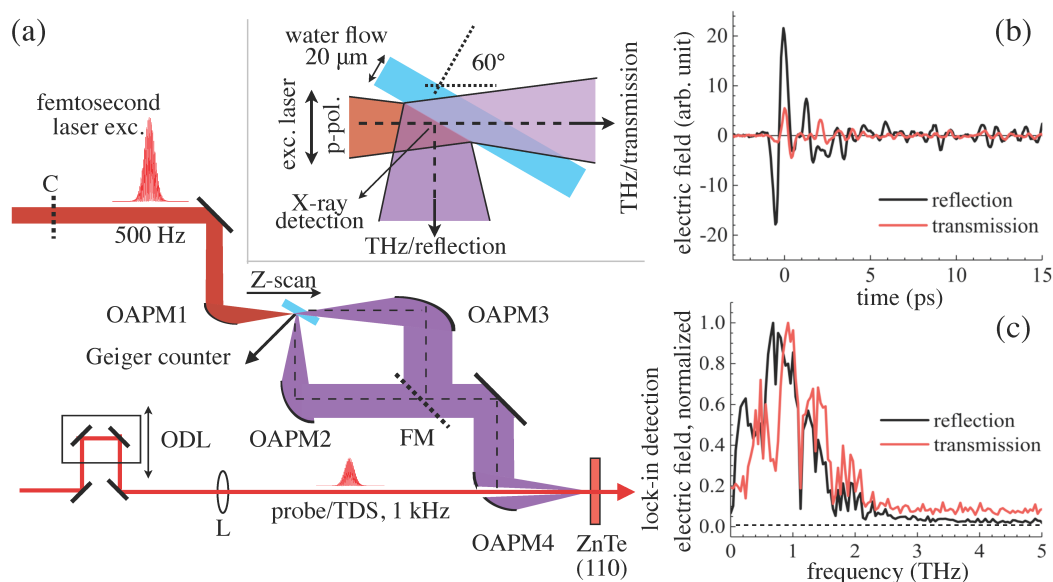 (a)
femtosecond
laser exc.
C
500 Hz
OAPM1
Z-scan
Geiger counter
OAPM2
FM
OAPM3
ODL
L
probe/TDS, 1 kHz
OAPM4
ZnTe
(110)
water flow
20 μm
60°
exc. laser
p-pol.
X-ray
detection
THz/reflection
THz/transmission
(b)
electric field (arb. unit)
20
10
0
-10
-20
reflection
transmission
0
5
10
15
time (ps)
(c)
lock-in detection
electric field, normalized
1.0
0.8
0.6
0.4
0.2
0.0
reflection
transmission
0
1
2
3
4
5
frequency (THz)